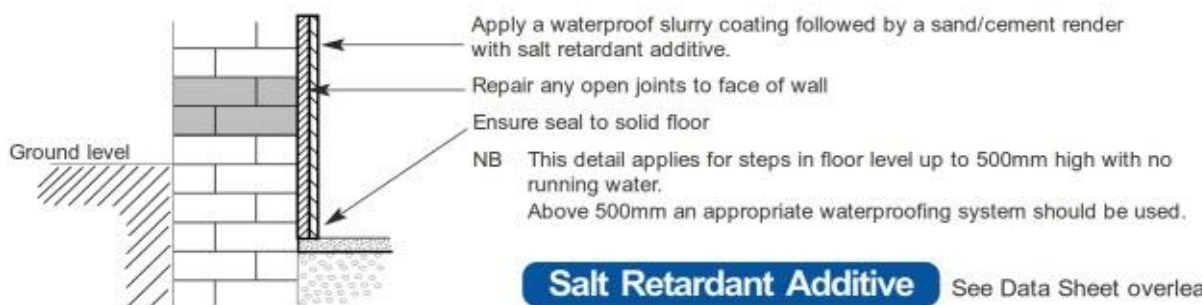 Apply a waterproof slurry coating followed by a sand/cement render
with salt retardant additive.
Repair any open joints to face of wall
Ensure seal to solid floor
Ground level
NB This detail applies for steps in floor level up to 500mm high with no
running water.
Above 500mm an appropriate waterproofing system should be used.
Salt Retardant Additive See Data Sheet overlea